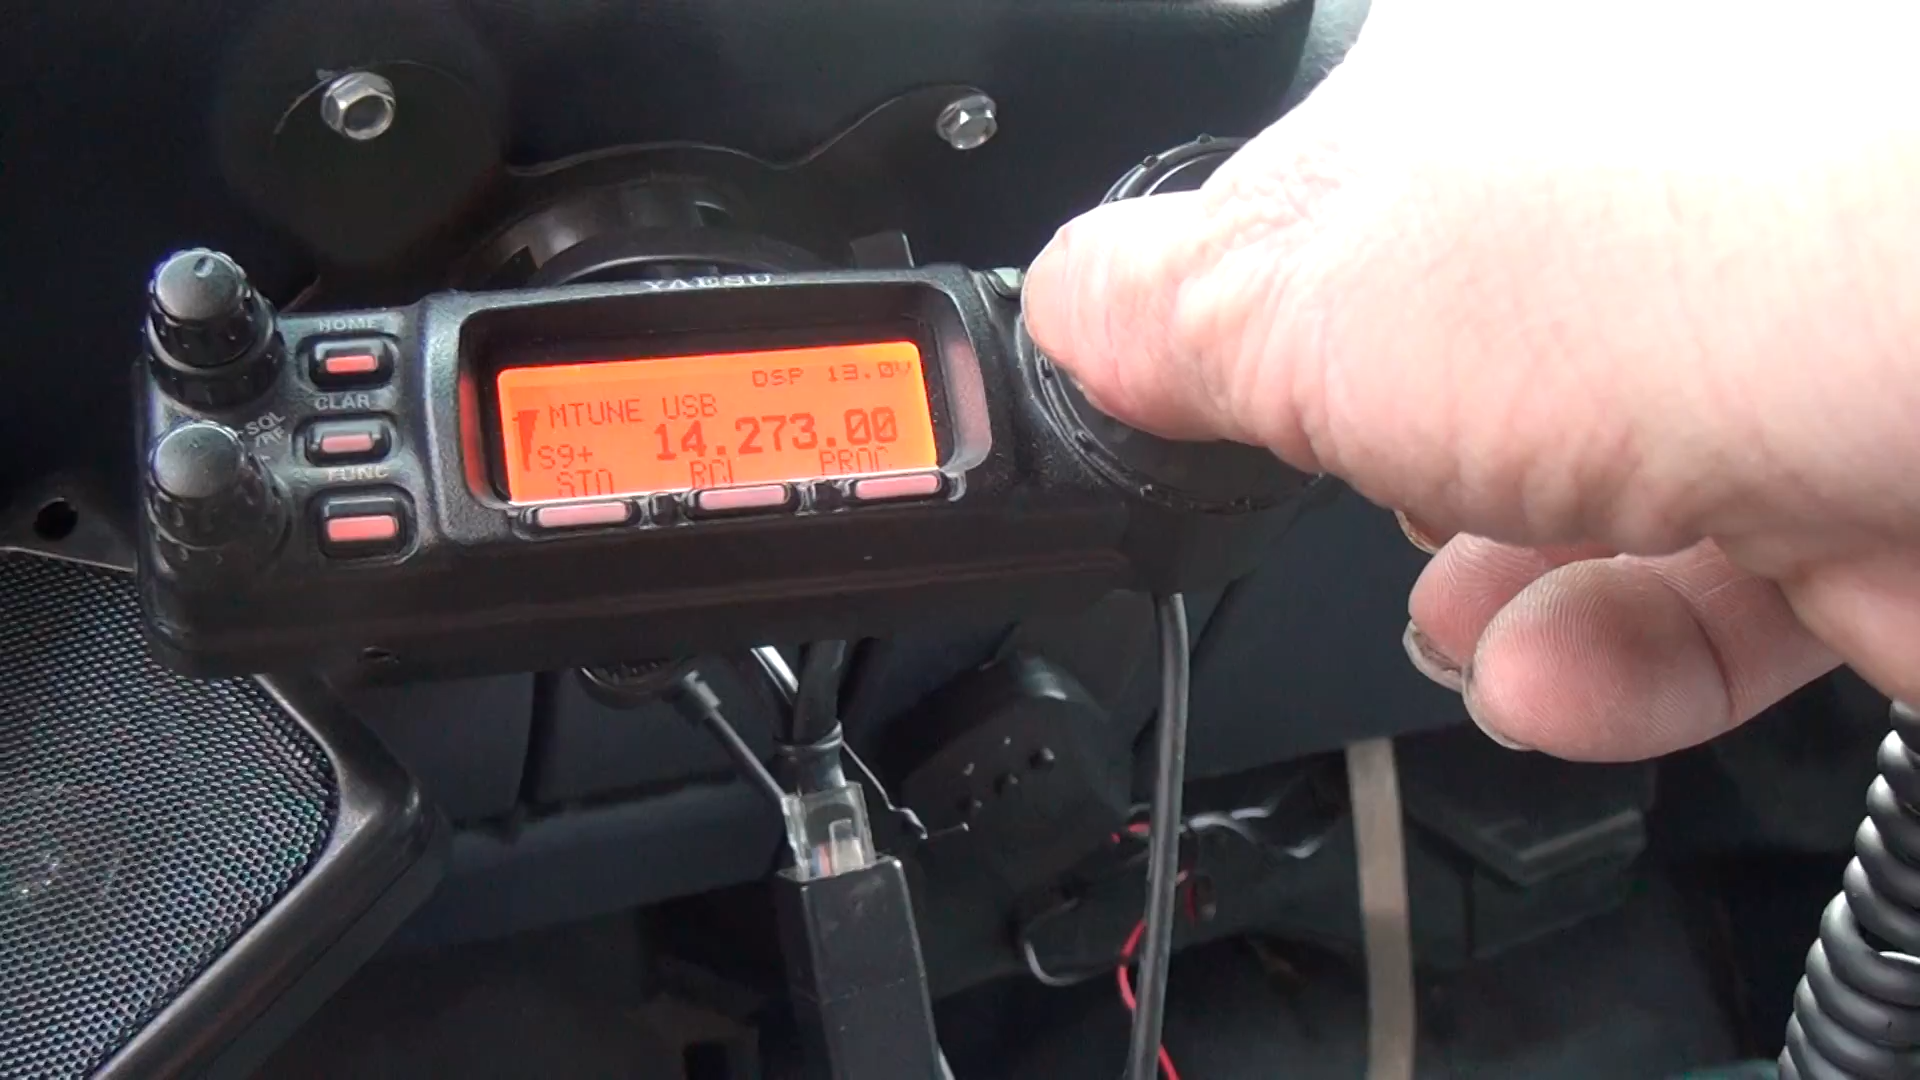 YAESU
HOME
CLAR
SQL
/RF
FUNC
DSP 13.0V
MTUNE USB
14.273.00
S9+
STO RCL PROC